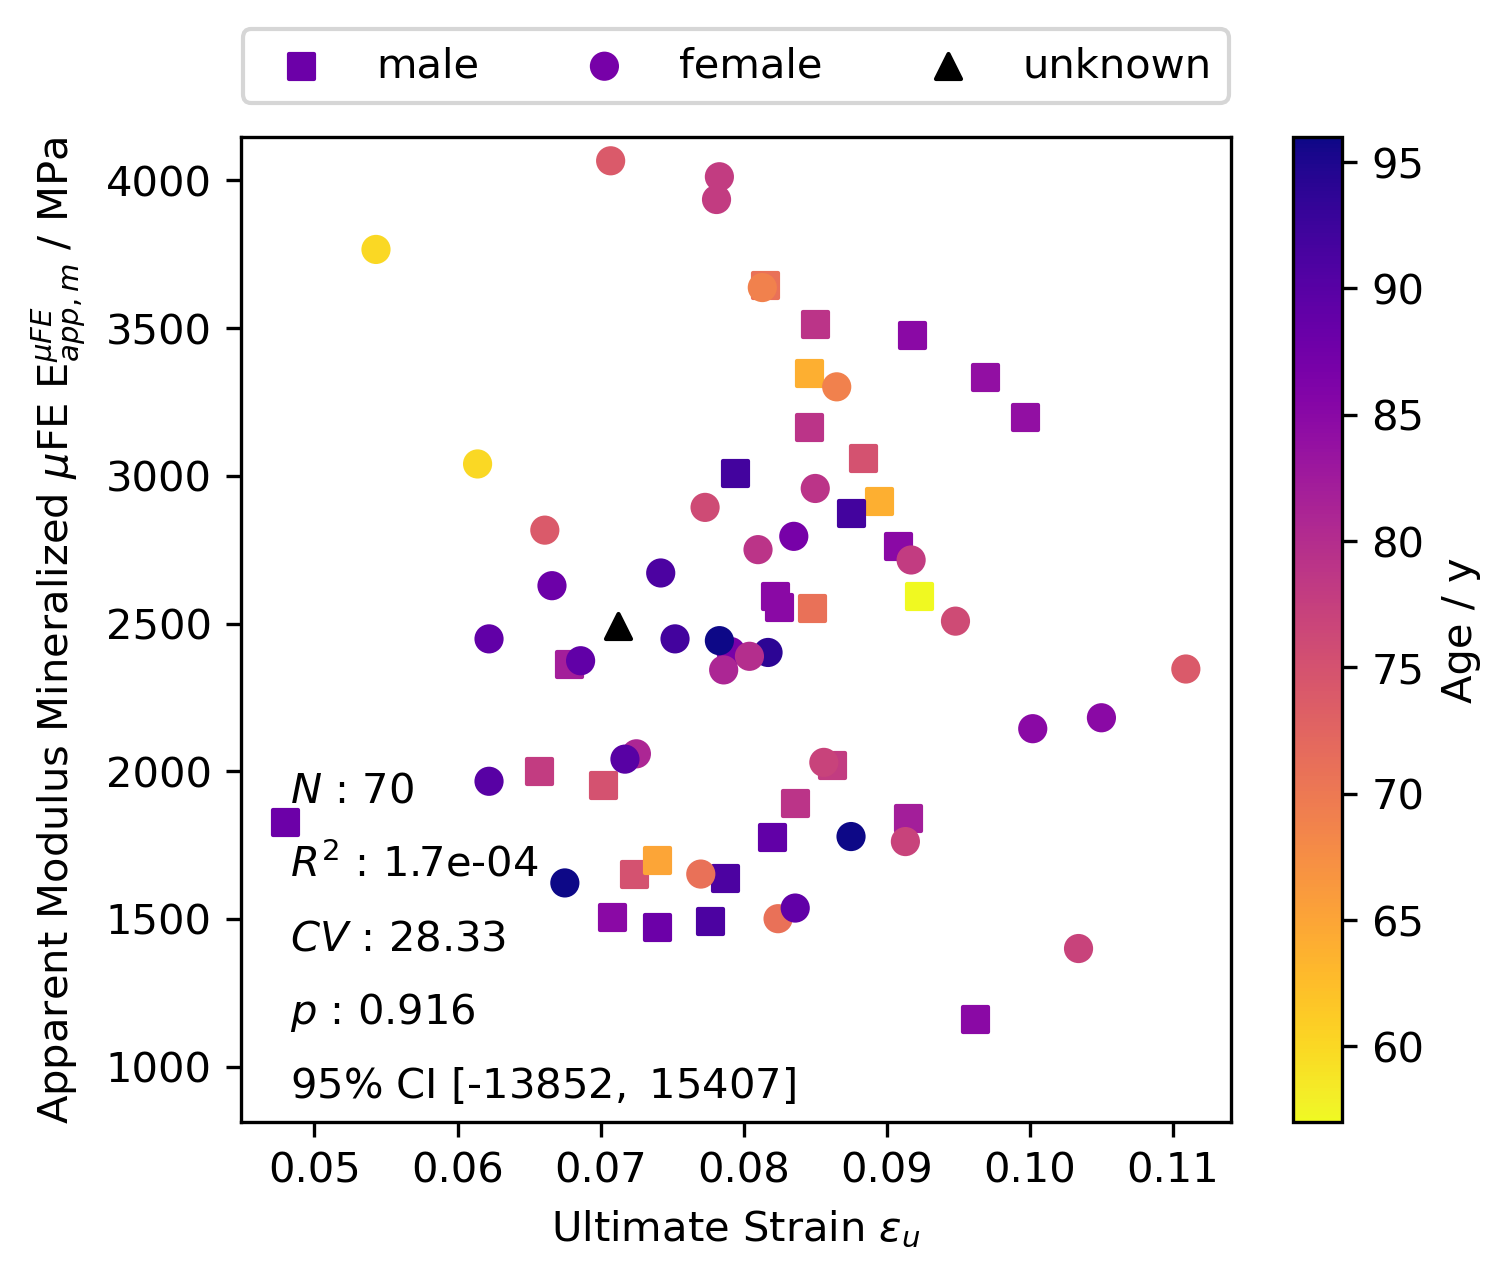 male female unknown
Apparent Modulus Mineralized μFE E^{μFE}_{app,m} / MPa
4000
3500
3000
2500
2000
1500
1000
N : 70
R² : 1.7e-04
CV : 28.33
p : 0.916
95% CI [-13852, 15407]
0.05 0.06 0.07 0.08 0.09 0.10 0.11
Ultimate Strain ε_u
95
90
85
80
75
70
65
60
Age / y